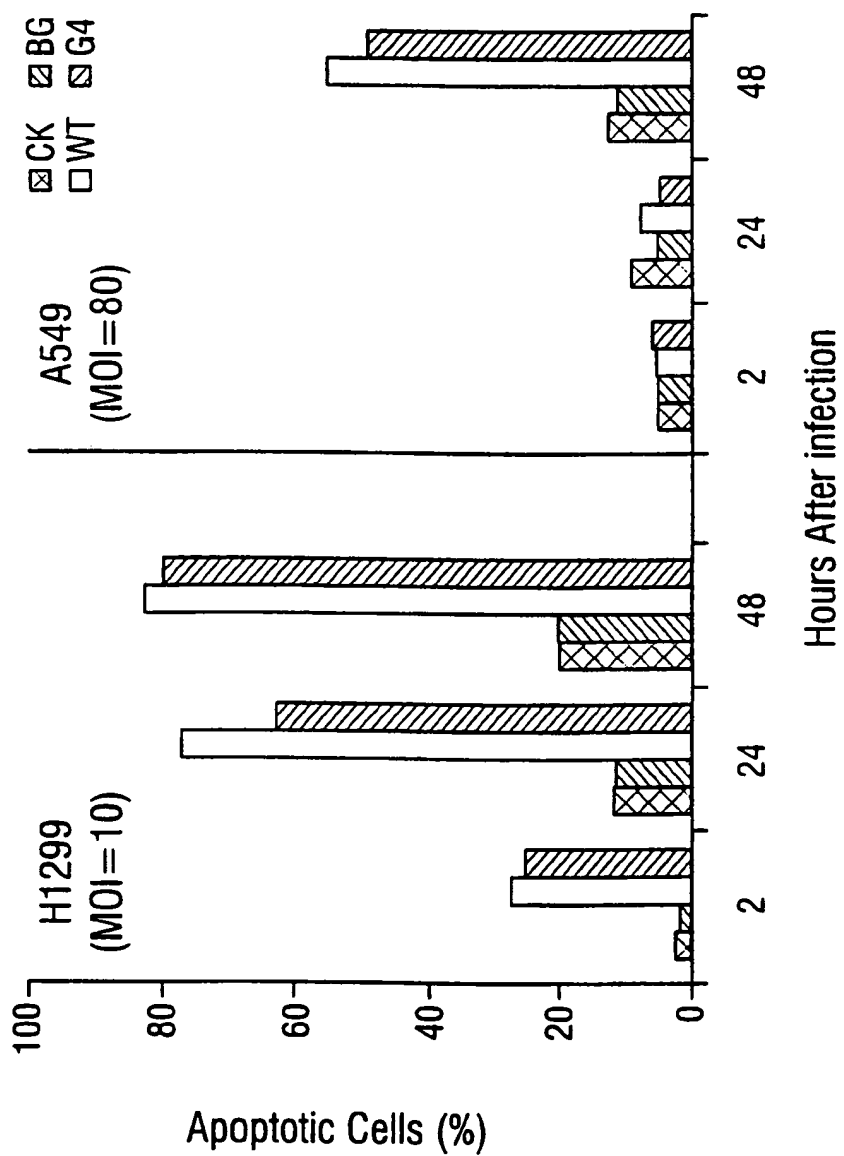 CK BG
WT G4
H1299
(MOI=10)
A549
(MOI=80)
100
80
60
40
20
0
Apoptotic Cells (%)
2 24 48 2 24 48
Hours After infection